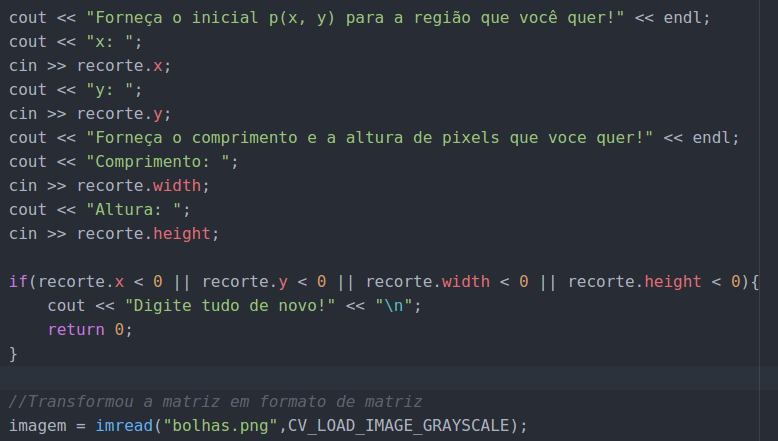 cout << "Forneça o inicial p(x, y) para a região que você quer!" << endl;
cout << "x: ";
cin >> recorte.x;
cout << "y: ";
cin >> recorte.y;
cout << "Forneça o comprimento e a altura de pixels que voce quer!" << endl;
cout << "Comprimento: ";
cin >> recorte.width;
cout << "Altura: ";
cin >> recorte.height;

if(recorte.x < 0 || recorte.y < 0 || recorte.width < 0 || recorte.height < 0){
    cout << "Digite tudo de novo!" << "\n";
    return 0;
}

//Transformou a matriz em formato de matriz
imagem = imread("bolhas.png",CV_LOAD_IMAGE_GRAYSCALE);